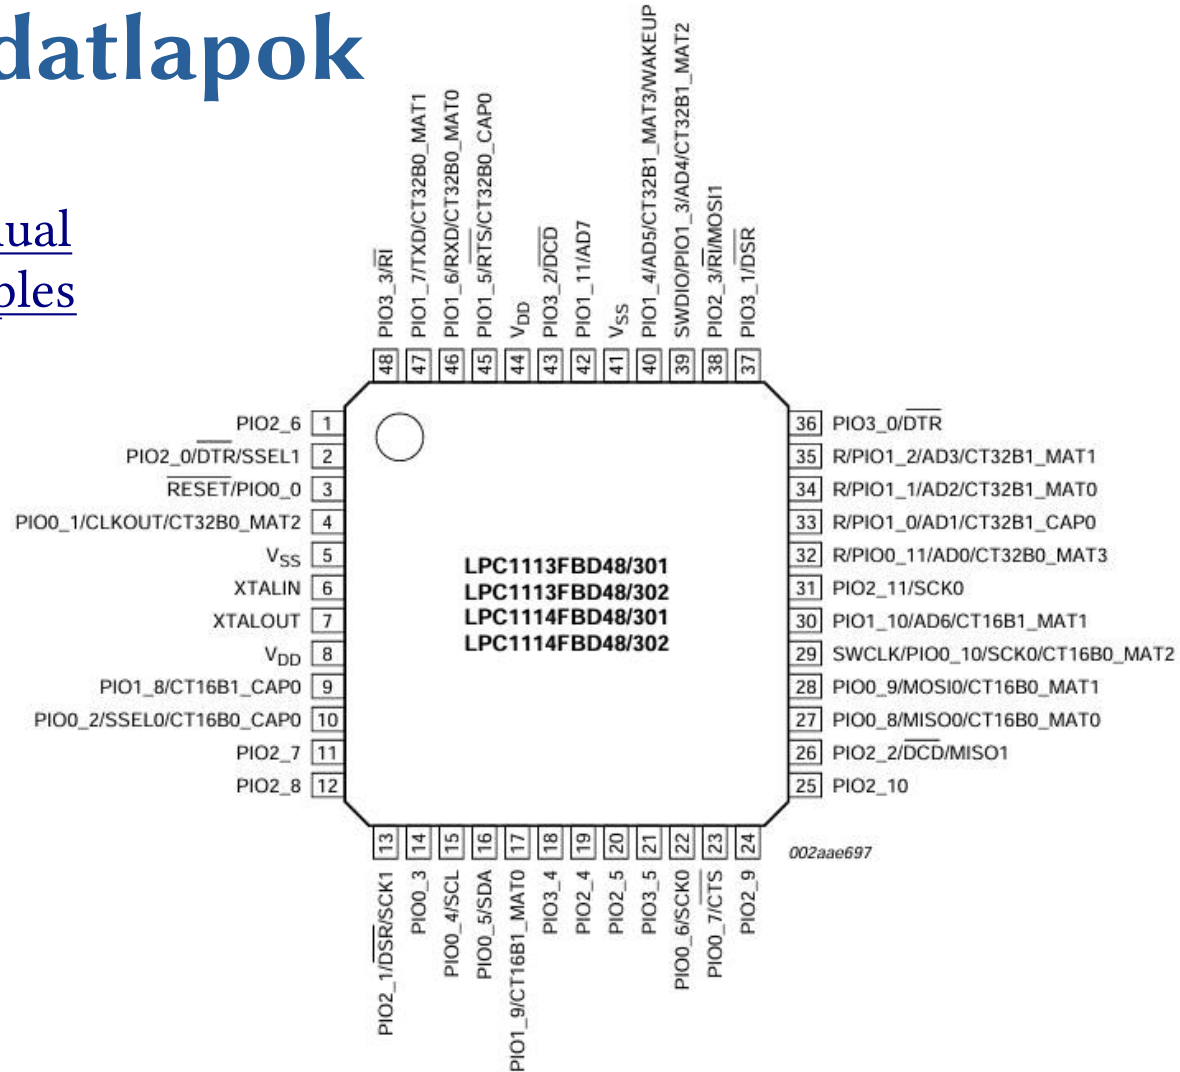 datlapok
PIO3_3/RI
PIO1_7/TXD/CT32B0_MAT1
PIO1_6/RXD/CT32B0_MAT0
PIO1_5/RTS/CT32B0_CAP0
VDD
PIO3_2/DCD
PIO1_11/AD7
VSS
PIO1_4/AD5/CT32B1_MAT3/WAKEUP
SWDIO/PIO1_3/AD4/CT32B1_MAT2
PIO2_3/RI/MOSI1
PIO3_1/DSR
48 47 46 45 44 43 42 41 40 39 38 37
PIO2_6 1
PIO2_0/DTR/SSEL1 2
RESET/PIO0_0 3
PIO0_1/CLKOUT/CT32B0_MAT2 4
VSS 5
XTALIN 6
XTALOUT 7
VDD 8
PIO1_8/CT16B1_CAP0 9
PIO0_2/SSEL0/CT16B0_CAP0 10
PIO2_7 11
PIO2_8 12
LPC1113FBD48/301
LPC1113FBD48/302
LPC1114FBD48/301
LPC1114FBD48/302
36 PIO3_0/DTR
35 R/PIO1_2/AD3/CT32B1_MAT1
34 R/PIO1_1/AD2/CT32B1_MAT0
33 R/PIO1_0/AD1/CT32B1_CAP0
32 R/PIO0_11/AD0/CT32B0_MAT3
31 PIO2_11/SCK0
30 PIO1_10/AD6/CT16B1_MAT1
29 SWCLK/PIO0_10/SCK0/CT16B0_MAT2
28 PIO0_9/MOSI0/CT16B0_MAT1
27 PIO0_8/MISO0/CT16B0_MAT0
26 PIO2_2/DCD/MISO1
25 PIO2_10
13 14 15 16 17 18 19 20 21 22 23 24
PIO2_1/DSR/SCK1
PIO0_3
PIO0_4/SCL
PIO0_5/SDA
PIO1_9/CT16B1_MAT0
PIO3_4
PIO2_4
PIO2_5
PIO3_5
PIO0_6/SCK0
PIO0_7/CTS
PIO2_9
002aae697